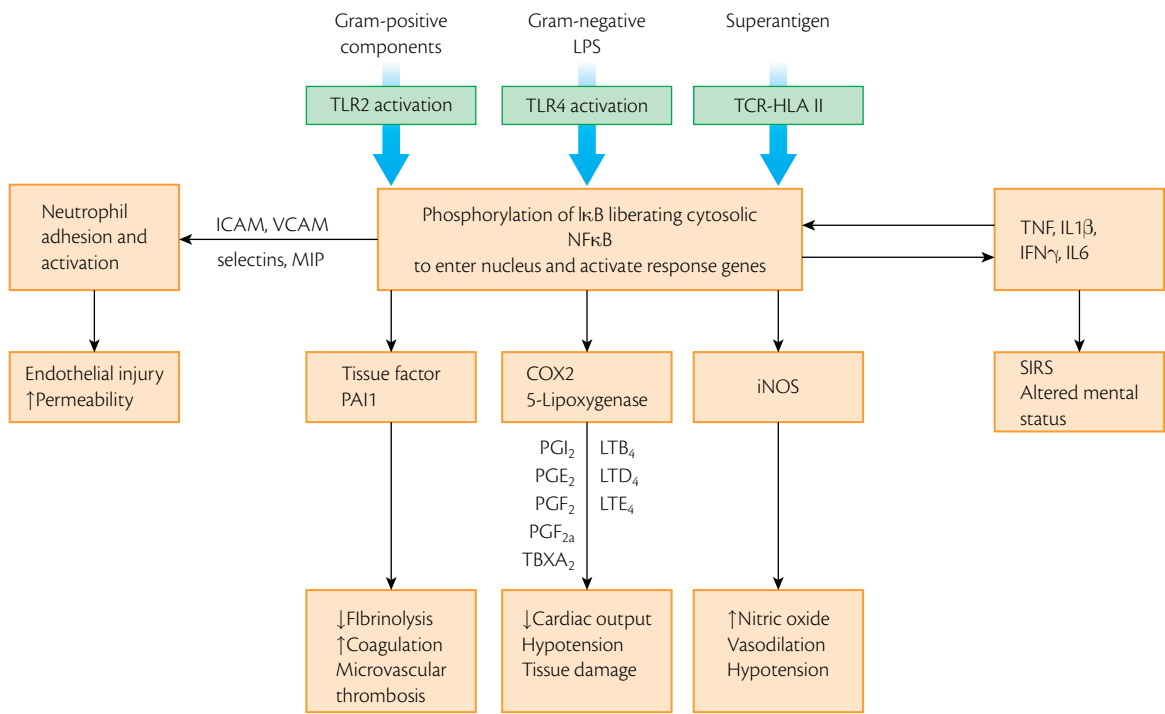 Gram-positive
components
Gram-negative
LPS
Superantigen
TLR2 activation
TLR4 activation
TCR-HLA II
Neutrophil
adhesion and
activation
ICAM, VCAM
selectins, MIP
Phosphorylation of IκB liberating cytosolic
NFκB
to enter nucleus and activate response genes
TNF, IL1β,
IFNγ, IL6
Endothelial injury
↑Permeability
Tissue factor
PAI1
COX2
5-Lipoxygenase
iNOS
SIRS
Altered mental
status
PGI₂
PGE₂
PGF₂
PGF₂ₐ
TBXA₂
LTB₄
LTD₄
LTE₄
↓FIbrinolysis
↑Coagulation
Microvascular
thrombosis
↓Cardiac output
Hypotension
Tissue damage
↑Nitric oxide
Vasodilation
Hypotension